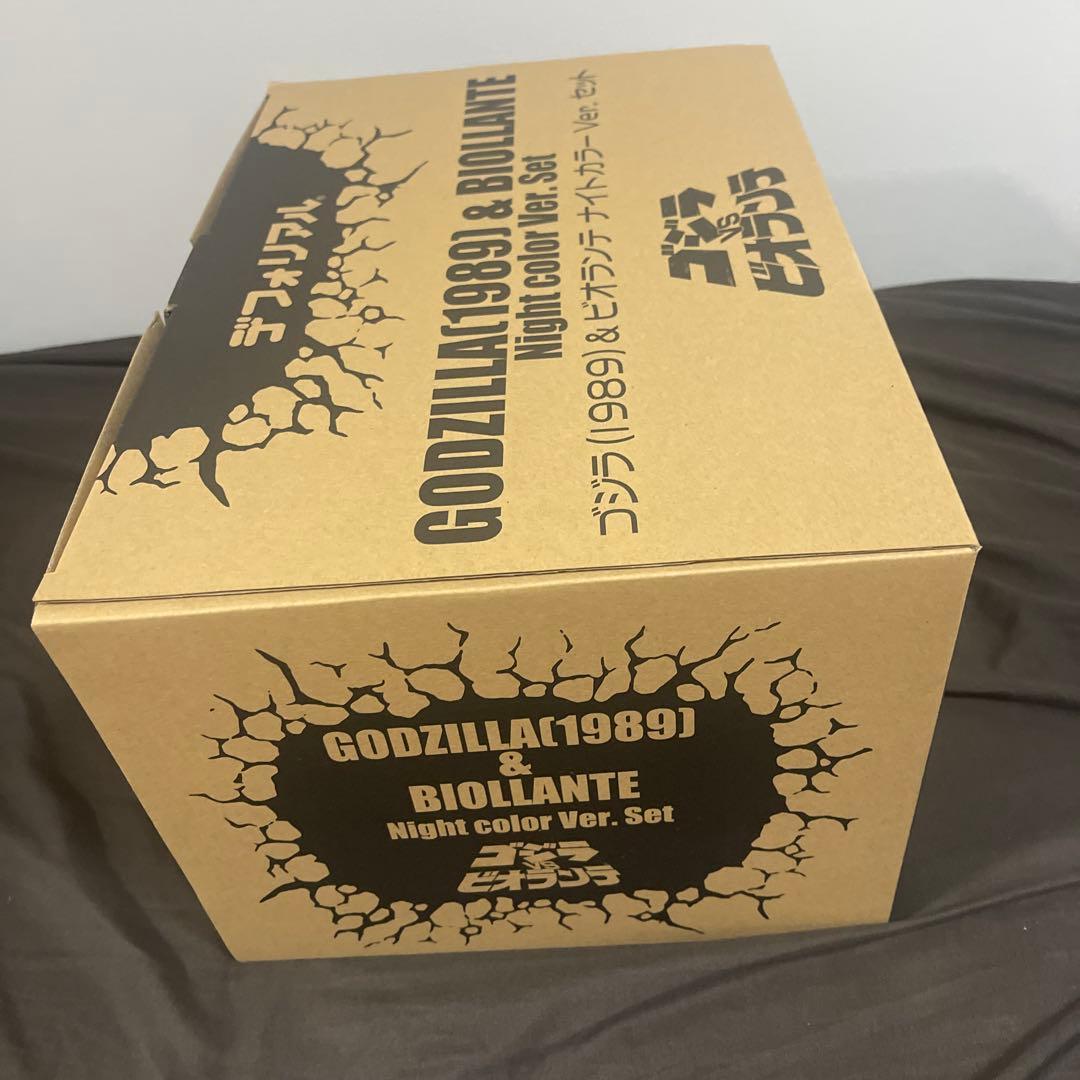 デフォリアル
GODZILLA(1989) & BIOLLANTE
Night color Ver. Set
ゴジラ(1989)&ビオランテ ナイトカラーVer.セット
ゴジラ
VS
ビオランテ
GODZILLA(1989)
&
BIOLLANTE
Night color Ver. Set
ゴジラ
VS
ビオランテ